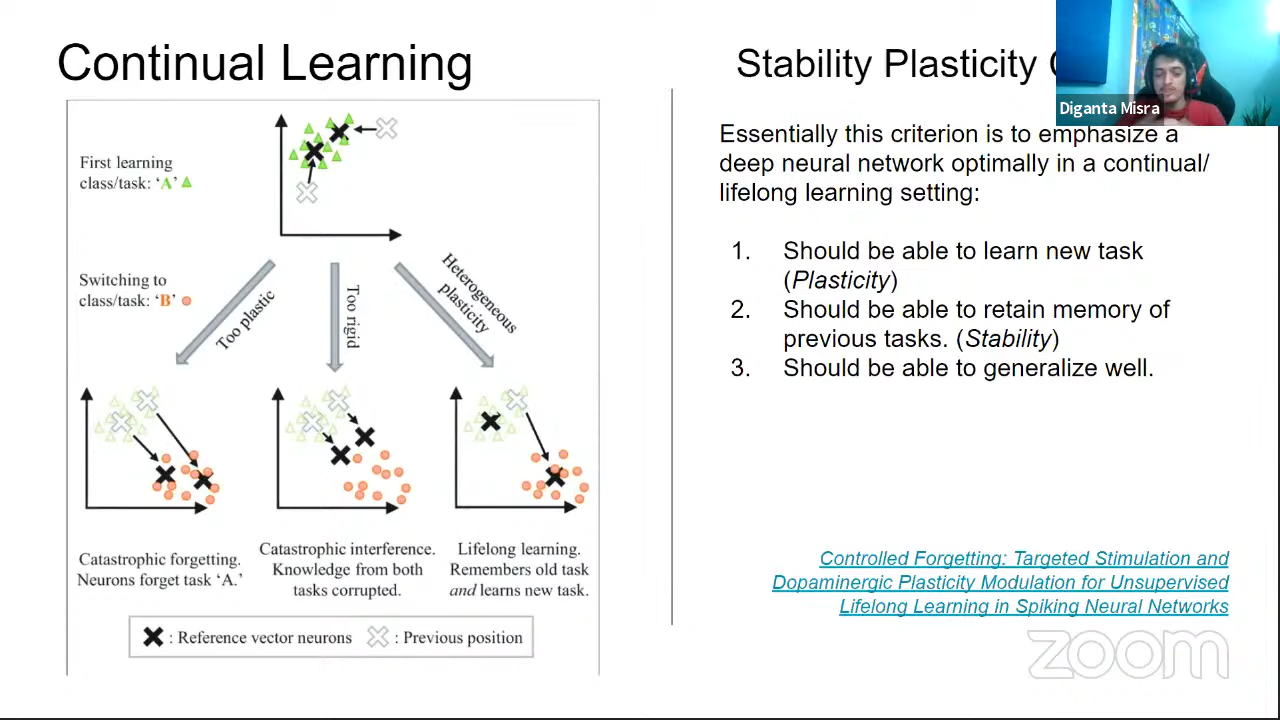 Continual Learning
First learning
class/task: 'A'
Switching to
class/task: 'B'
Too plastic
Too rigid
Heterogeneous
plasticity
Catastrophic forgetting.
Neurons forget task 'A.'
Catastrophic interference.
Knowledge from both
tasks corrupted.
Lifelong learning.
Remembers old task
and learns new task.
: Reference vector neurons
: Previous position
Stability Plasticity
Diganta Misra
Essentially this criterion is to emphasize a
deep neural network optimally in a continual/
lifelong learning setting:
1. Should be able to learn new task
(Plasticity)
2. Should be able to retain memory of
previous tasks. (Stability)
3. Should be able to generalize well.
Controlled Forgetting: Targeted Stimulation and
Dopaminergic Plasticity Modulation for Unsupervised
Lifelong Learning in Spiking Neural Networks
zoom